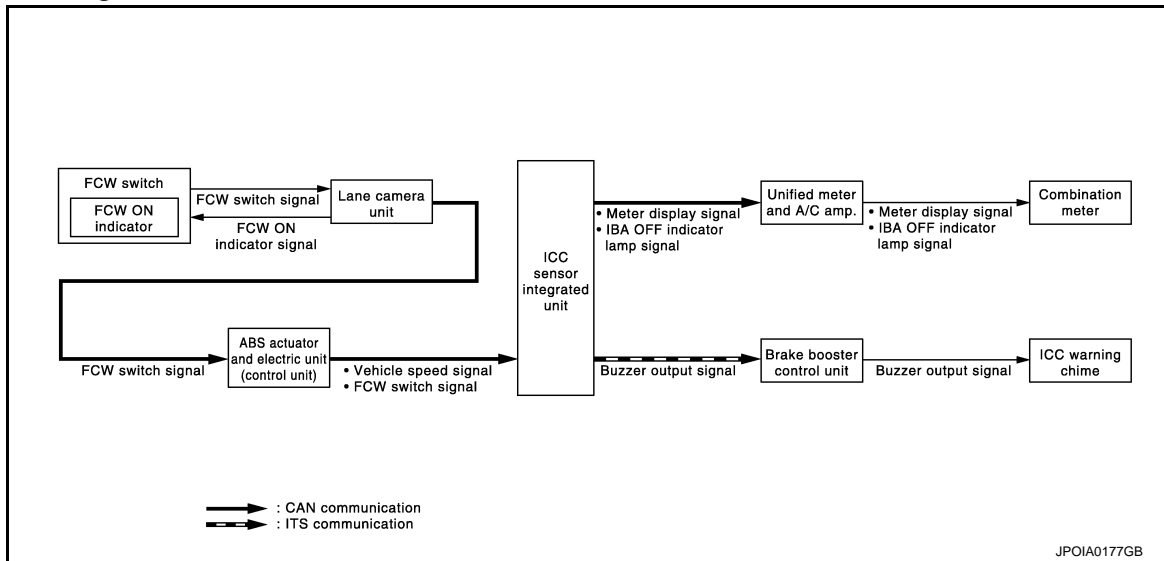 FCW switch
FCW ON
indicator
FCW switch signal
FCW ON
indicator signal
Lane camera
unit
FCW switch signal
ABS actuator
and electric unit
(control unit)
• Vehicle speed signal
• FCW switch signal
ICC
sensor
integrated
unit
• Meter display signal
• IBA OFF indicator
lamp signal
Unified meter
and A/C amp.
• Meter display signal
• IBA OFF indicator
lamp signal
Combination
meter
Buzzer output signal
Brake booster
control unit
Buzzer output signal
ICC warning
chime
: CAN communication
: ITS communication
JPOIA0177GB